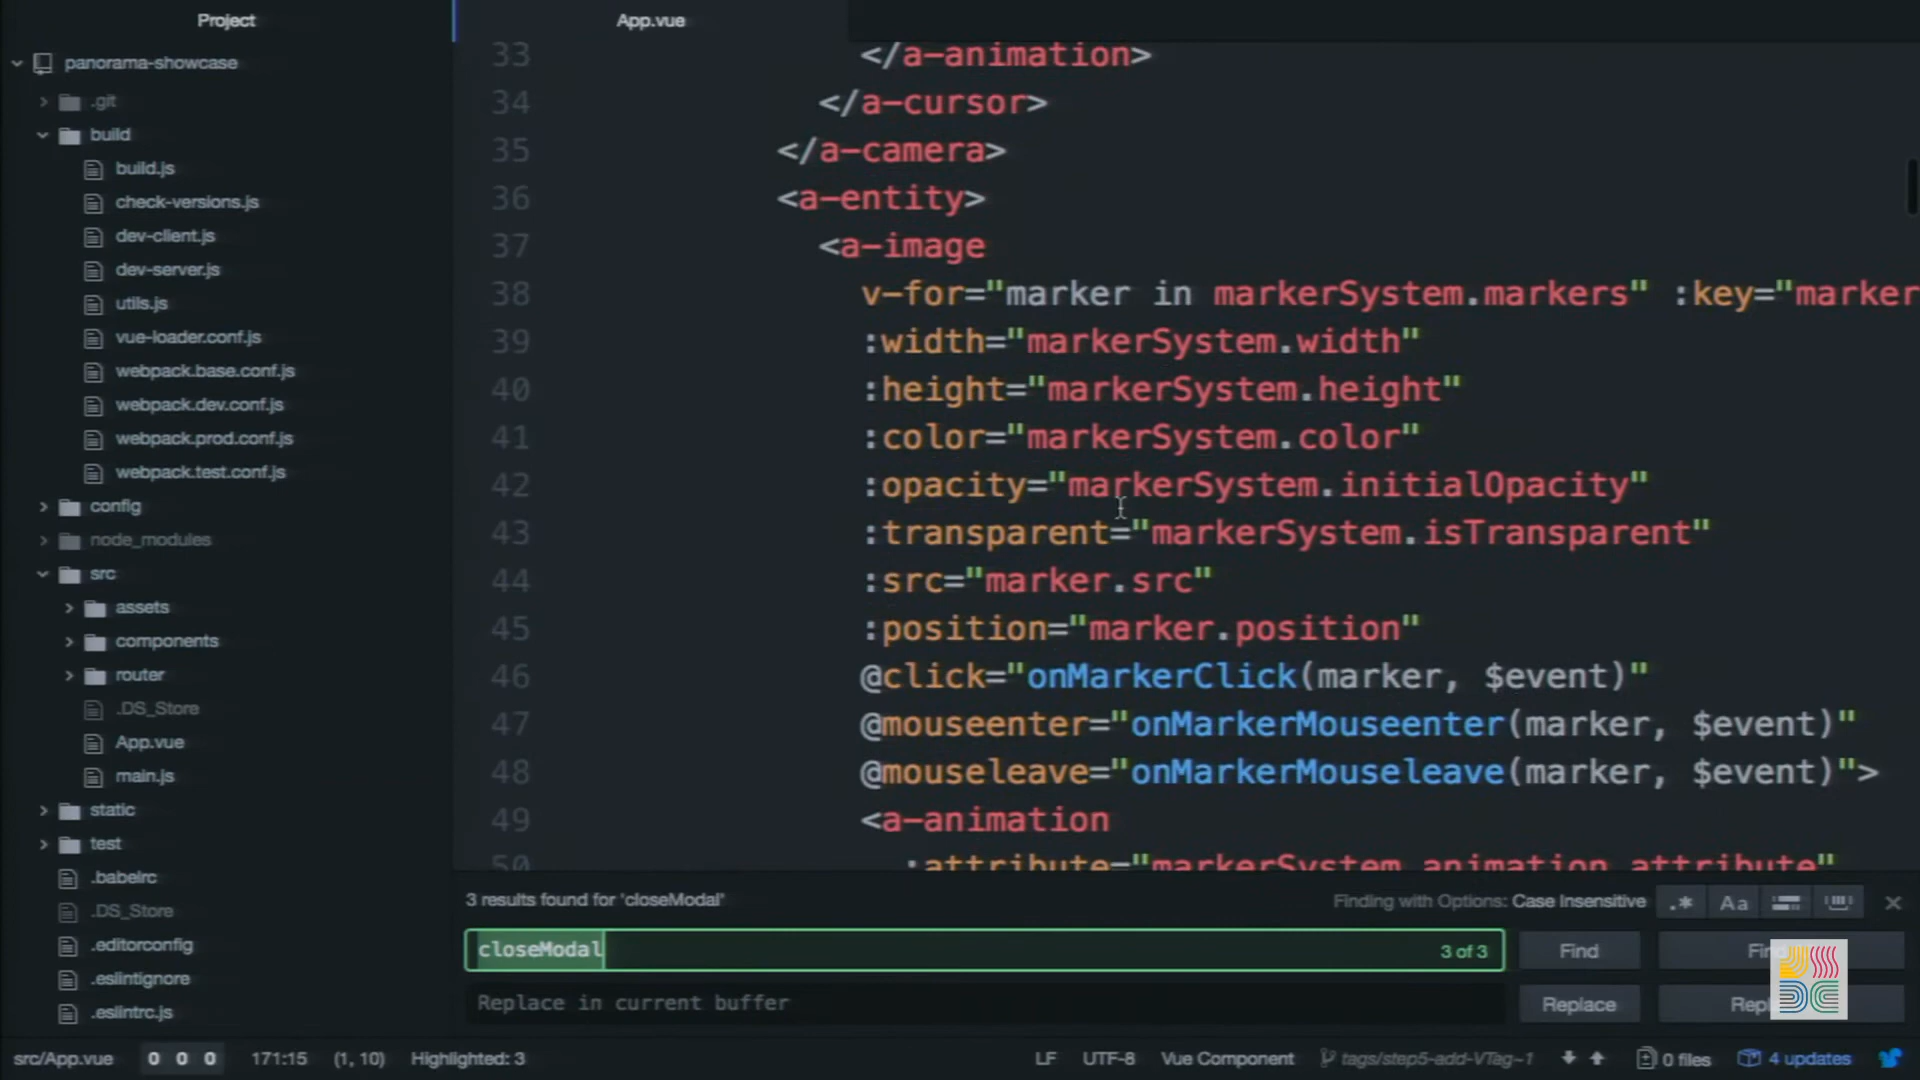 Project
panorama-showcase
.git
build
build.js
check-versions.js
dev-client.js
dev-server.js
utils.js
vue-loader.conf.js
webpack.base.conf.js
webpack.dev.conf.js
webpack.prod.conf.js
webpack.test.conf.js
config
node_modules
src
assets
components
router
.DS_Store
App.vue
main.js
static
test
.babelrc
.DS_Store
.editorconfig
.eslintignore
.eslintrc.js
App.vue
33 </a-animation>
34 </a-cursor>
35 </a-camera>
36 <a-entity>
37 <a-image
38 v-for="marker in markerSystem.markers" :key="marker
39 :width="markerSystem.width"
40 :height="markerSystem.height"
41 :color="markerSystem.color"
42 :opacity="markerSystem.initialOpacity"
43 :transparent="markerSystem.isTransparent"
44 :src="marker.src"
45 :position="marker.position"
46 @click="onMarkerClick(marker, $event)"
47 @mouseenter="onMarkerMouseenter(marker, $event)"
48 @mouseleave="onMarkerMouseleave(marker, $event)">
49 <a-animation
50 :attribute="markerSystem.animation.attribute"
3 results found for 'closeModal'
Finding with Options: Case Insensitive
.* Aa
closeModal
3 of 3
Find
Replace in current buffer
Replace
src/App.vue 0 0 0 171:15 (1, 10) Highlighted: 3
LF UTF-8 Vue Component tags/step5-add-VTag~1 0 files 4 updates